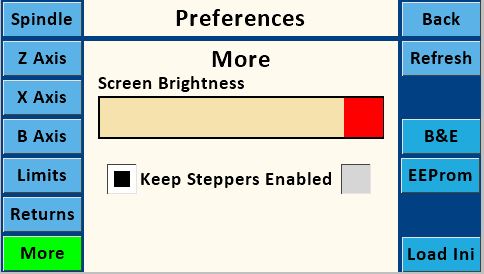 Spindle
Preferences
Back
Z Axis
More
Refresh
Screen Brightness
X Axis
B Axis
B&E
Limits
Keep Steppers Enabled
EEProm
Returns
More
Load Ini